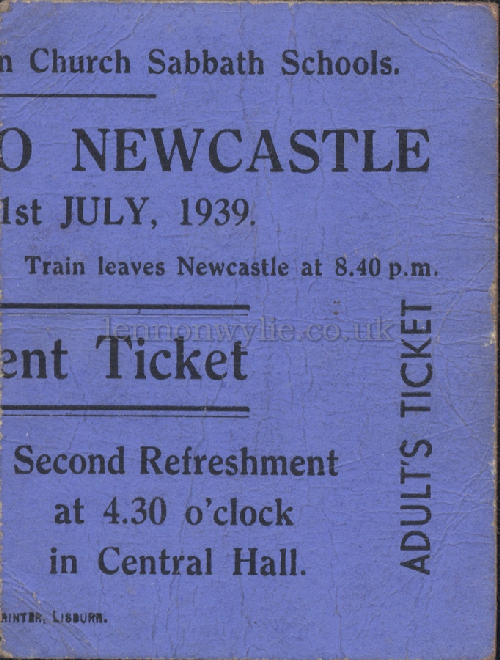 n Church Sabbath Schools.
O NEWCASTLE
1st JULY, 1939.
Train leaves Newcastle at 8.40 p.m.
lennonwylie.co.uk
ent Ticket
Second Refreshment
at 4.30 o'clock
in Central Hall.
ADULT'S TICKET
RINTER, LISBURN.